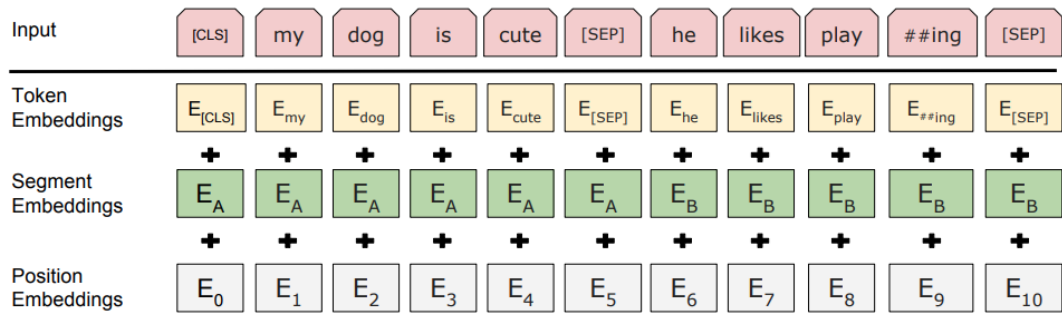 Input [CLS] my dog is cute [SEP] he likes play ##ing [SEP]
Token
Embeddings
E[CLS] Emy Edog Eis Ecute E[SEP] Ehe Elikes Eplay E##ing E[SEP]
+ + + + + + + + + + +
Segment
Embeddings
EA EA EA EA EA EA EB EB EB EB EB
+ + + + + + + + + + +
Position
Embeddings
E0 E1 E2 E3 E4 E5 E6 E7 E8 E9 E10